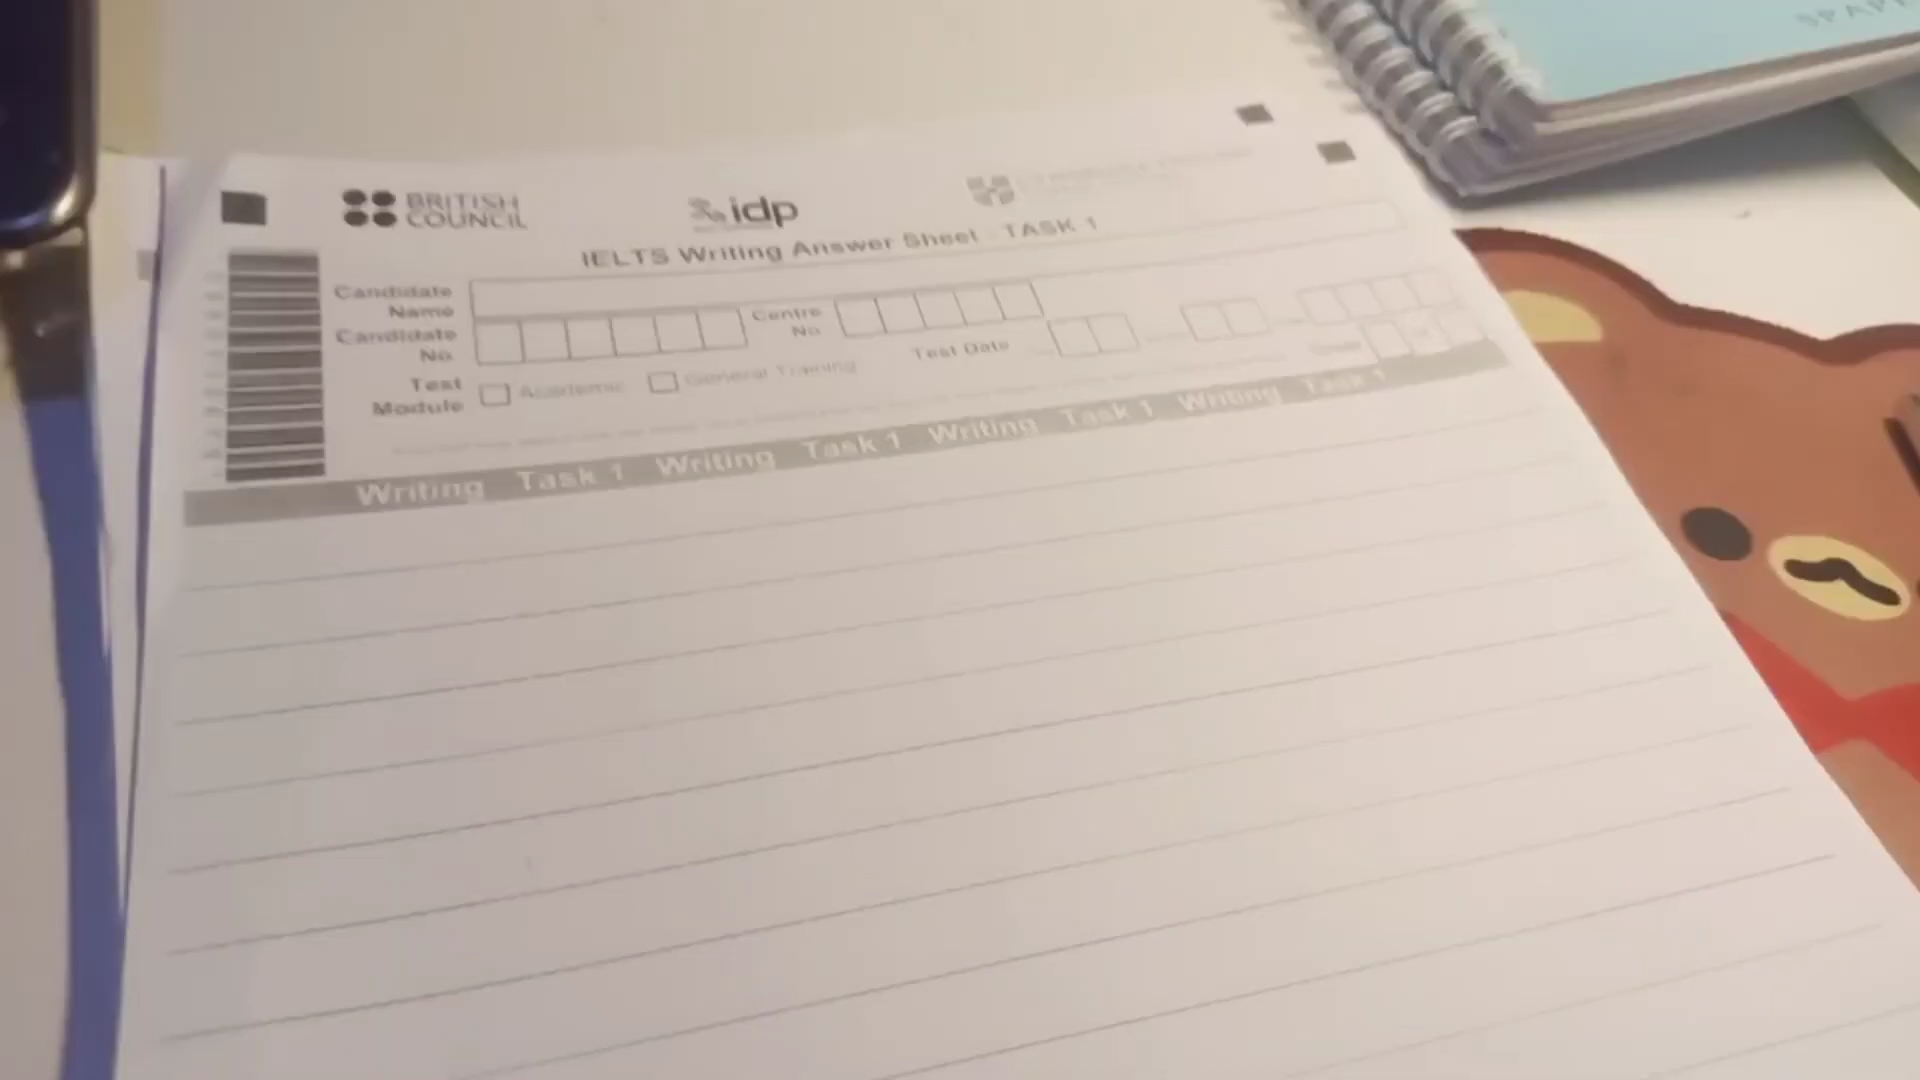 SPAPE
BRITISH
COUNCIL
idp
IELTS Writing Answer Sheet - TASK 1
Candidate
Name
Candidate
No.
Centre
No.
Test Date
Test
Module
Academic
General Training
Writing Task 1 Writing Task 1 Writing Task 1 Writing Task 1